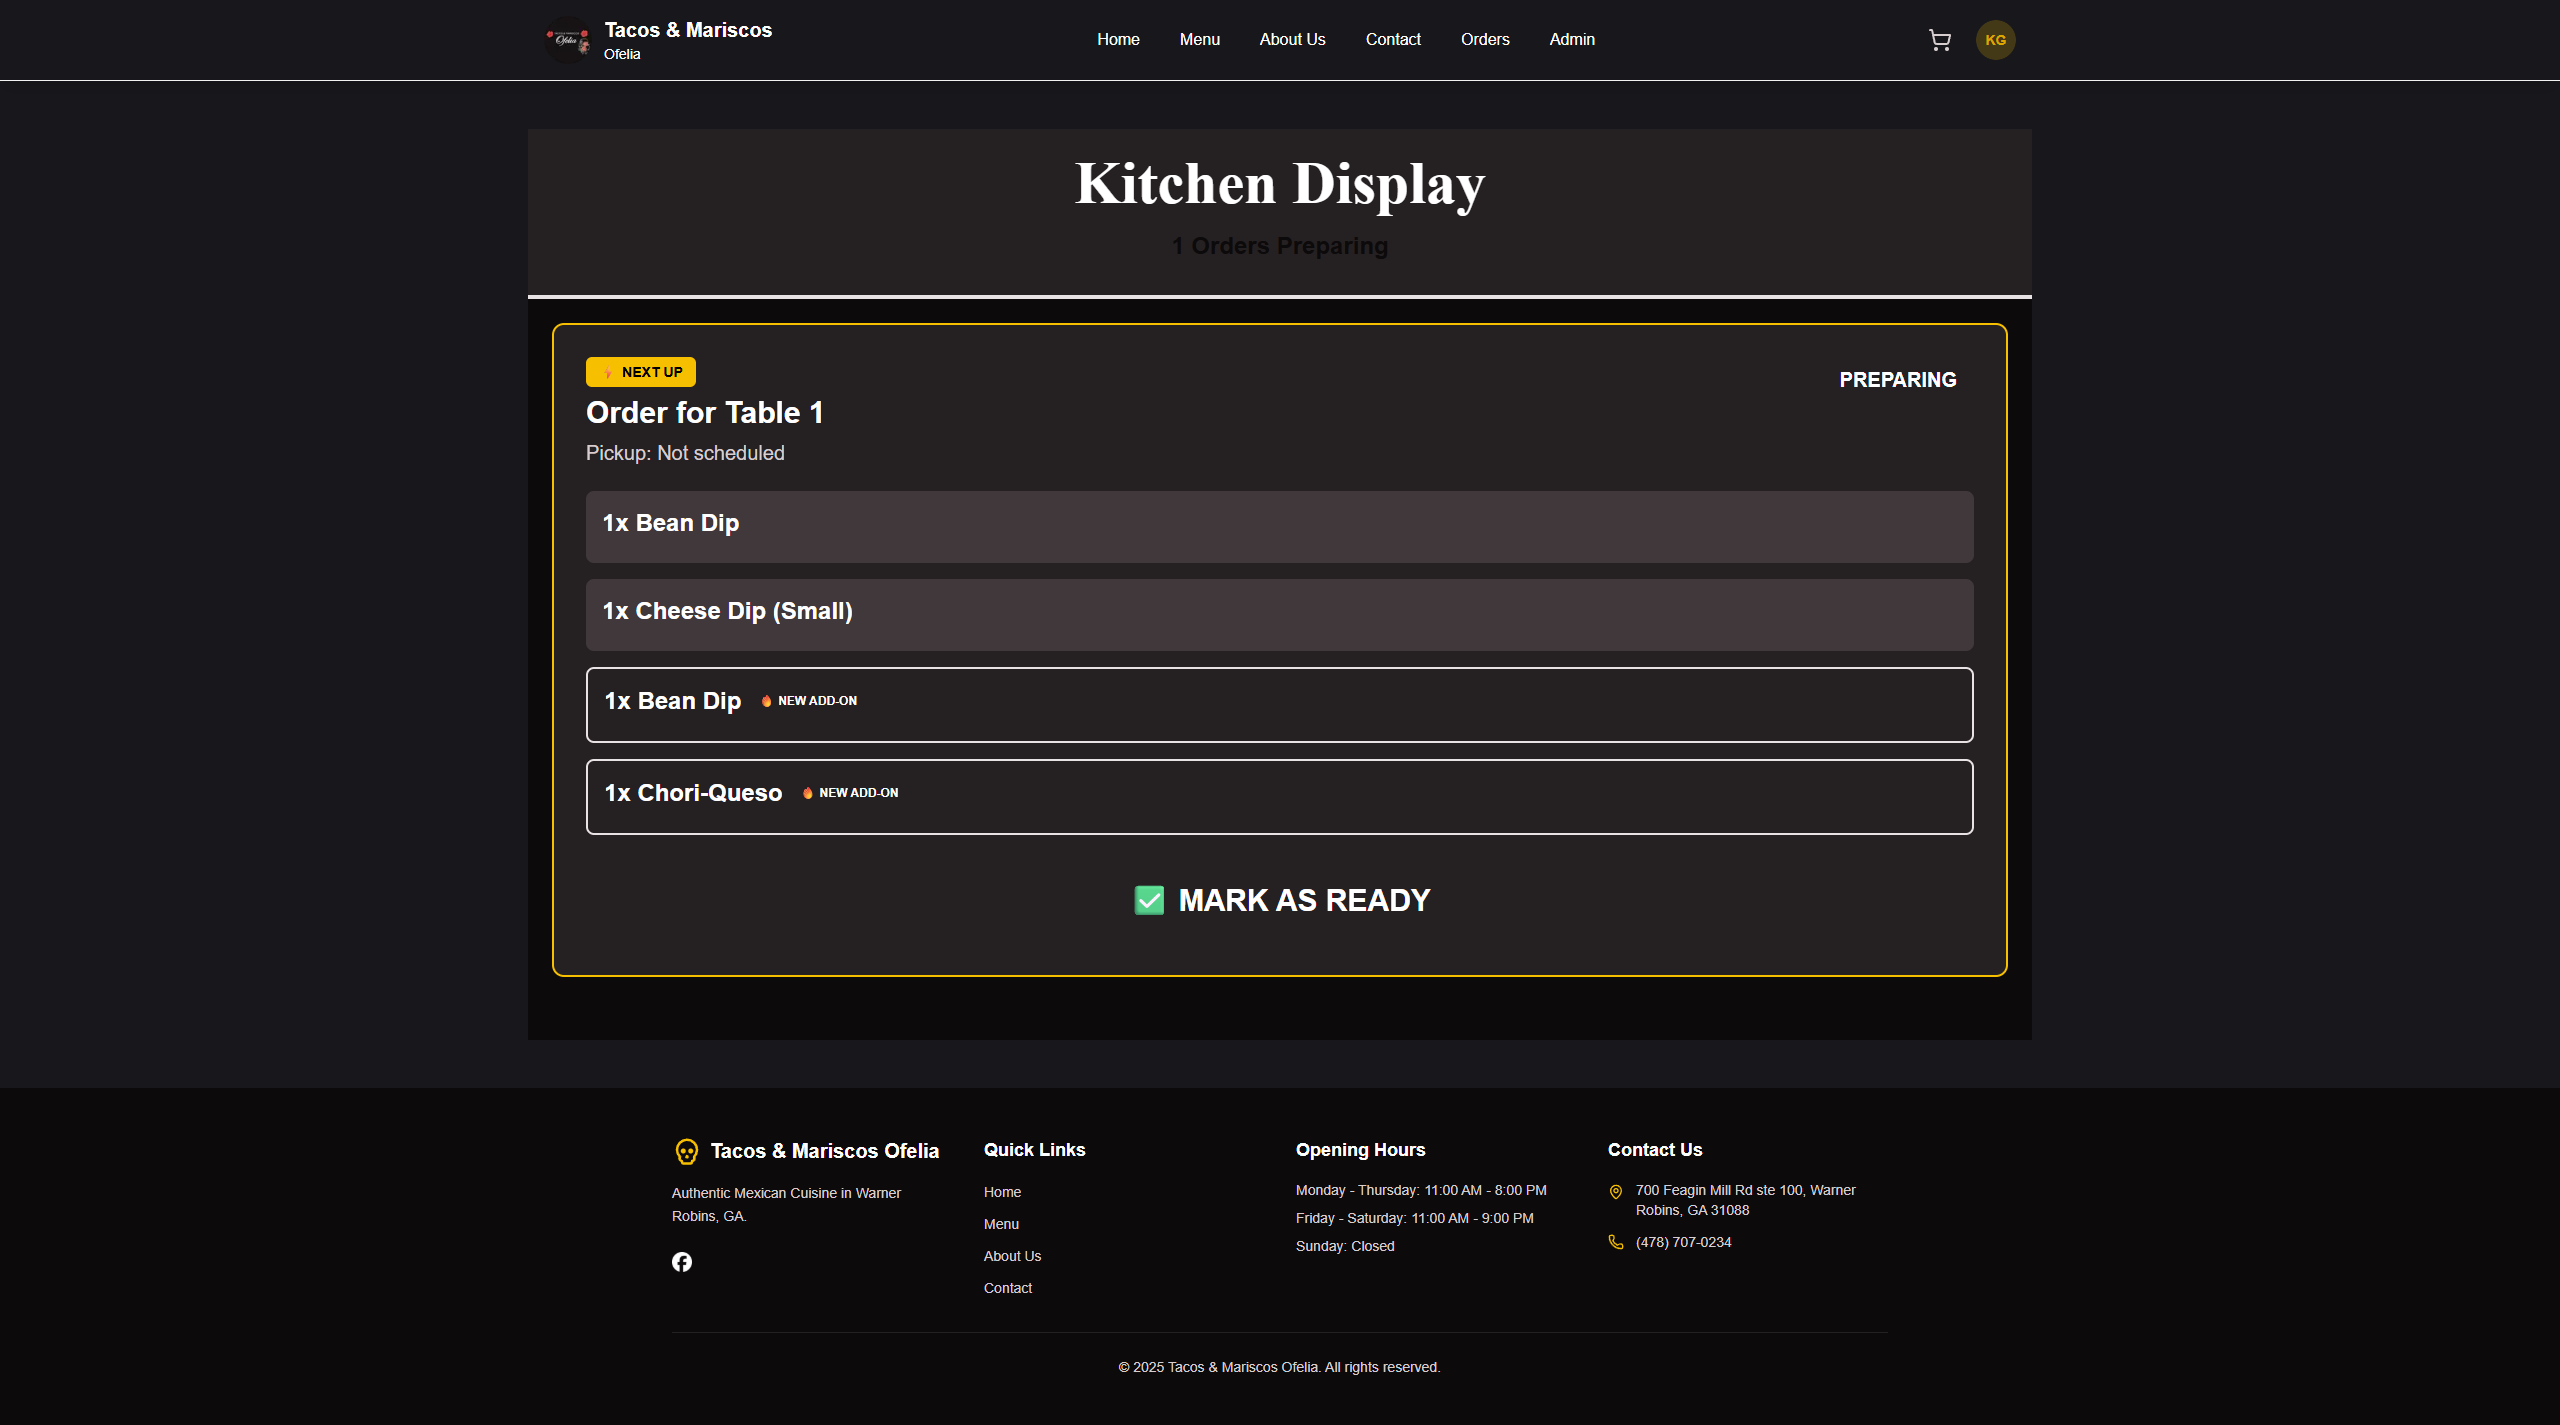 Tacos & Mariscos
Ofelia
Home
Menu
About Us
Contact
Orders
Admin
KG
Kitchen Display
1 Orders Preparing
NEXT UP
PREPARING
Order for Table 1
Pickup: Not scheduled
1x Bean Dip
1x Cheese Dip (Small)
1x Bean Dip
NEW ADD-ON
1x Chori-Queso
NEW ADD-ON
MARK AS READY
Tacos & Mariscos Ofelia
Authentic Mexican Cuisine in Warner
Robins, GA.
Quick Links
Home
Menu
About Us
Contact
Opening Hours
Monday - Thursday: 11:00 AM - 8:00 PM
Friday - Saturday: 11:00 AM - 9:00 PM
Sunday: Closed
Contact Us
700 Feagin Mill Rd ste 100, Warner
Robins, GA 31088
(478) 707-0234
© 2025 Tacos & Mariscos Ofelia. All rights reserved.